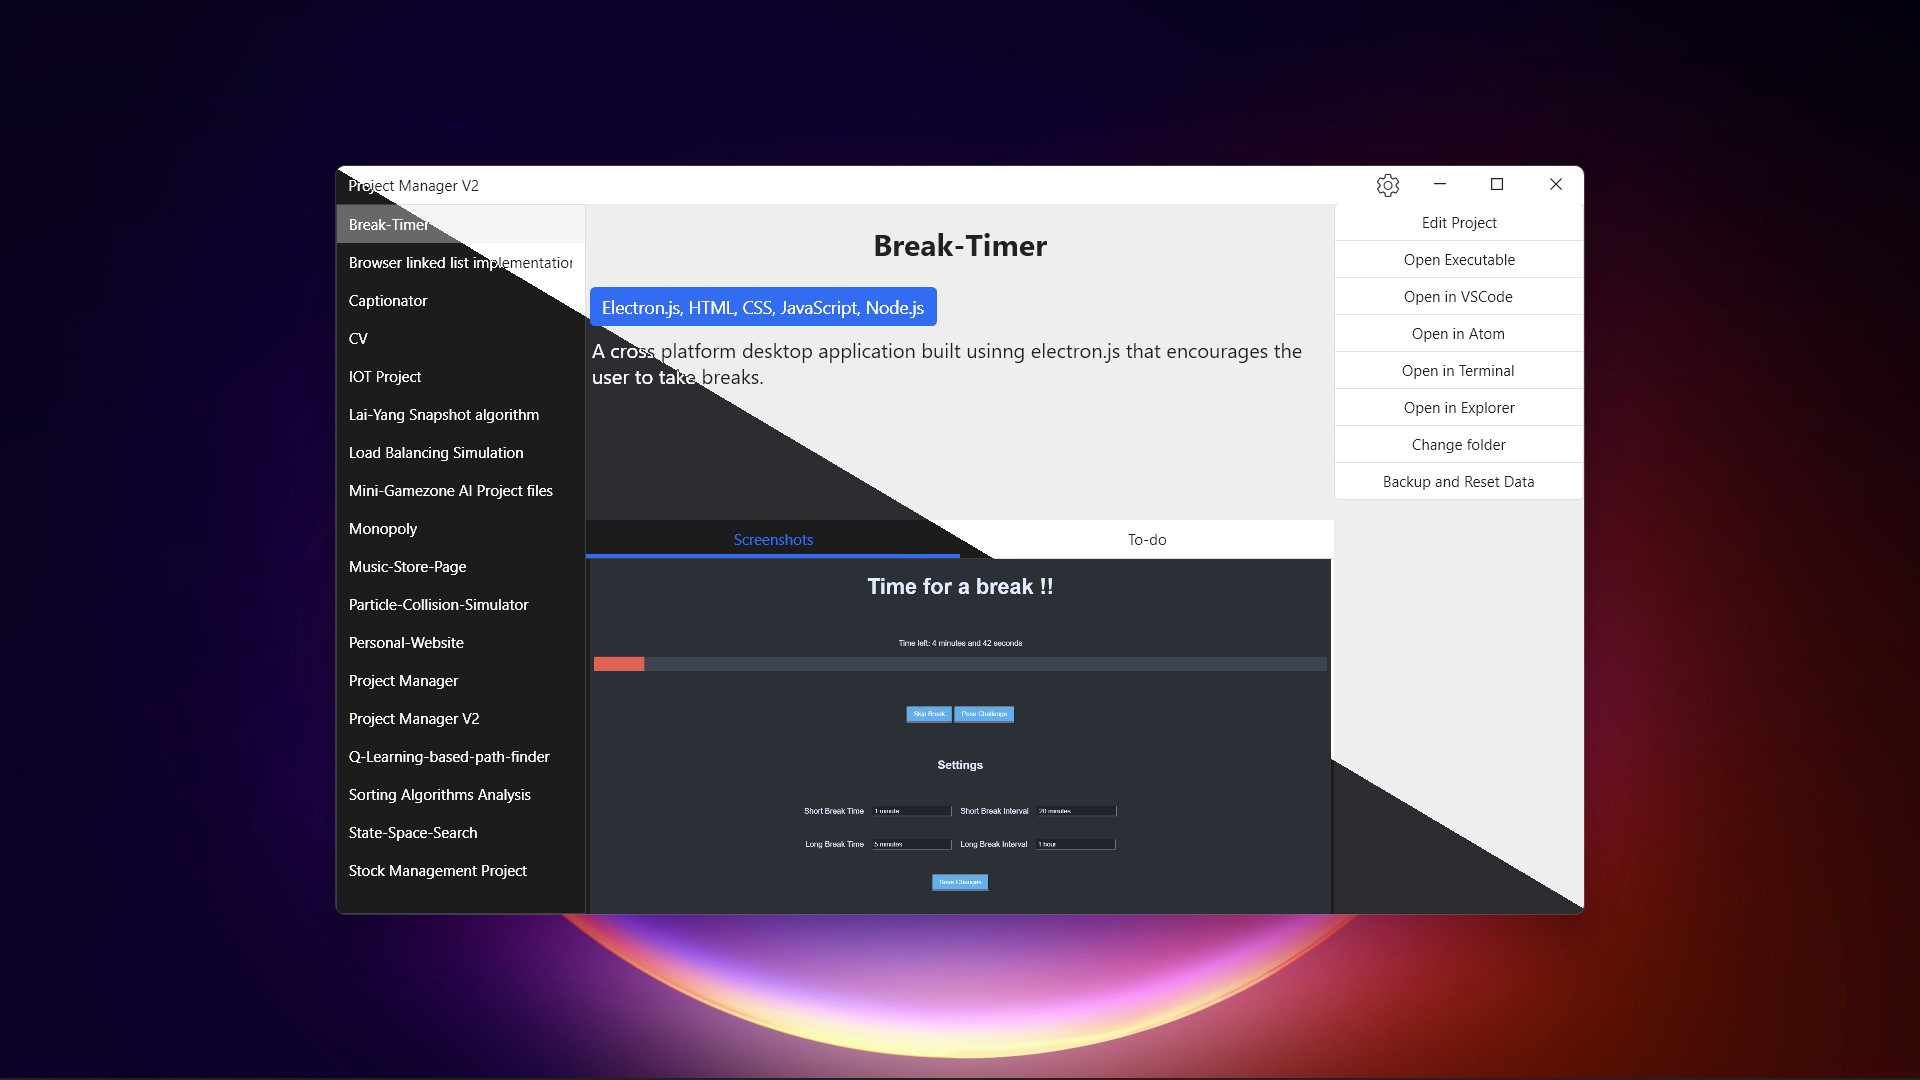 Project Manager V2
Break-Timer
Browser linked list implementation
Captionator
CV
IOT Project
Lai-Yang Snapshot algorithm
Load Balancing Simulation
Mini-Gamezone AI Project files
Monopoly
Music-Store-Page
Particle-Collision-Simulator
Personal-Website
Project Manager
Project Manager V2
Q-Learning-based-path-finder
Sorting Algorithms Analysis
State-Space-Search
Stock Management Project
Break-Timer
Electron.js, HTML, CSS, JavaScript, Node.js
A cross platform desktop application built usinng electron.js that encourages the
user to take breaks.
Screenshots
To-do
Time for a break !!
Time left: 4 minutes and 42 seconds
Skip Break
Pose Challenge
Settings
Short Break Time 1 minute Short Break Interval 20 minutes
Long Break Time 5 minutes Long Break Interval 1 hour
Save Changes
Edit Project
Open Executable
Open in VSCode
Open in Atom
Open in Terminal
Open in Explorer
Change folder
Backup and Reset Data